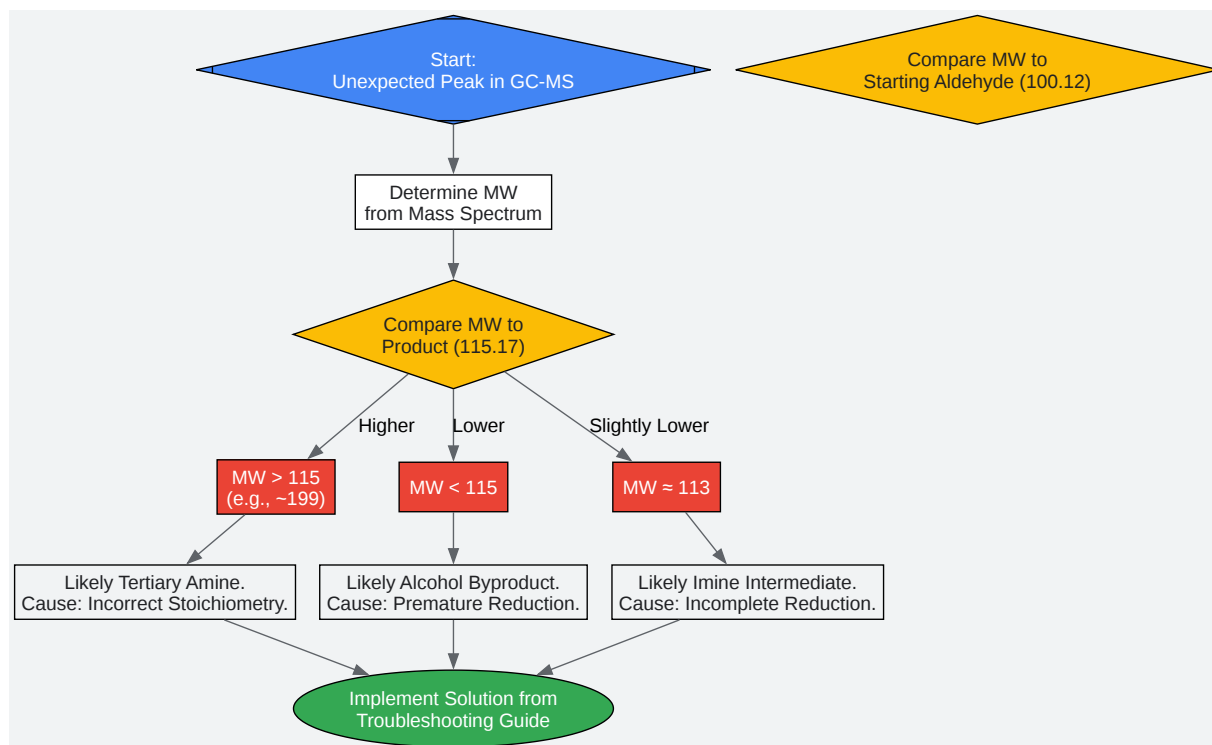 Start:
Unexpected Peak in GC-MS
Compare MW to
Starting Aldehyde (100.12)
Determine MW
from Mass Spectrum
Compare MW to
Product (115.17)
Higher
Lower
Slightly Lower
MW > 115
(e.g., ~199)
MW < 115
MW ≈ 113
Likely Tertiary Amine.
Cause: Incorrect Stoichiometry.
Likely Alcohol Byproduct.
Cause: Premature Reduction.
Likely Imine Intermediate.
Cause: Incomplete Reduction.
Implement Solution from
Troubleshooting Guide